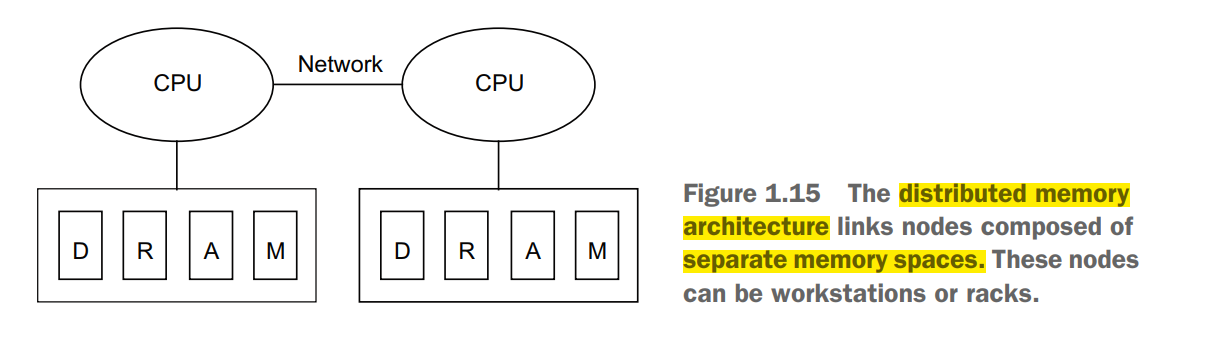 CPU
Network
CPU
D R A M
D R A M
Figure 1.15 The distributed memory
architecture links nodes composed of
separate memory spaces. These nodes
can be workstations or racks.